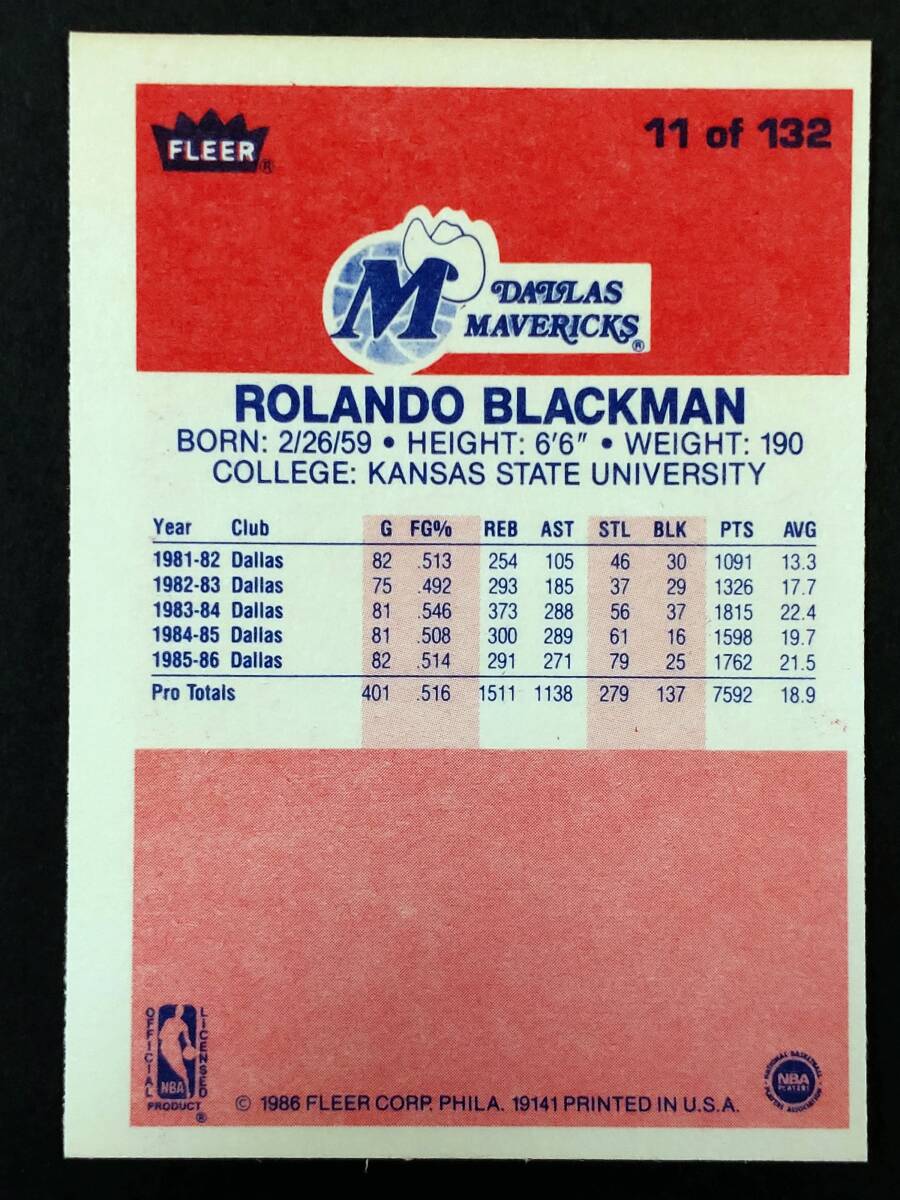 FLEER®
11 of 132
M DALLAS
MAVERICKS®
ROLANDO BLACKMAN
BORN: 2/26/59 • HEIGHT: 6'6" • WEIGHT: 190
COLLEGE: KANSAS STATE UNIVERSITY
Year Club G FG% REB AST STL BLK PTS AVG
1981-82 Dallas 82 .513 254 105 46 30 1091 13.3
1982-83 Dallas 75 .492 293 185 37 29 1326 17.7
1983-84 Dallas 81 .546 373 288 56 37 1815 22.4
1984-85 Dallas 81 .508 300 289 61 16 1598 19.7
1985-86 Dallas 82 .514 291 271 79 25 1762 21.5
Pro Totals 401 .516 1511 1138 279 137 7592 18.9
OFFICIAL
LICENSED
NBA
PRODUCT®
© 1986 FLEER CORP. PHILA. 19141 PRINTED IN U.S.A.
NATIONAL BASKETBALL
NBA
PLAYERS
PLAYERS ASSOCIATION